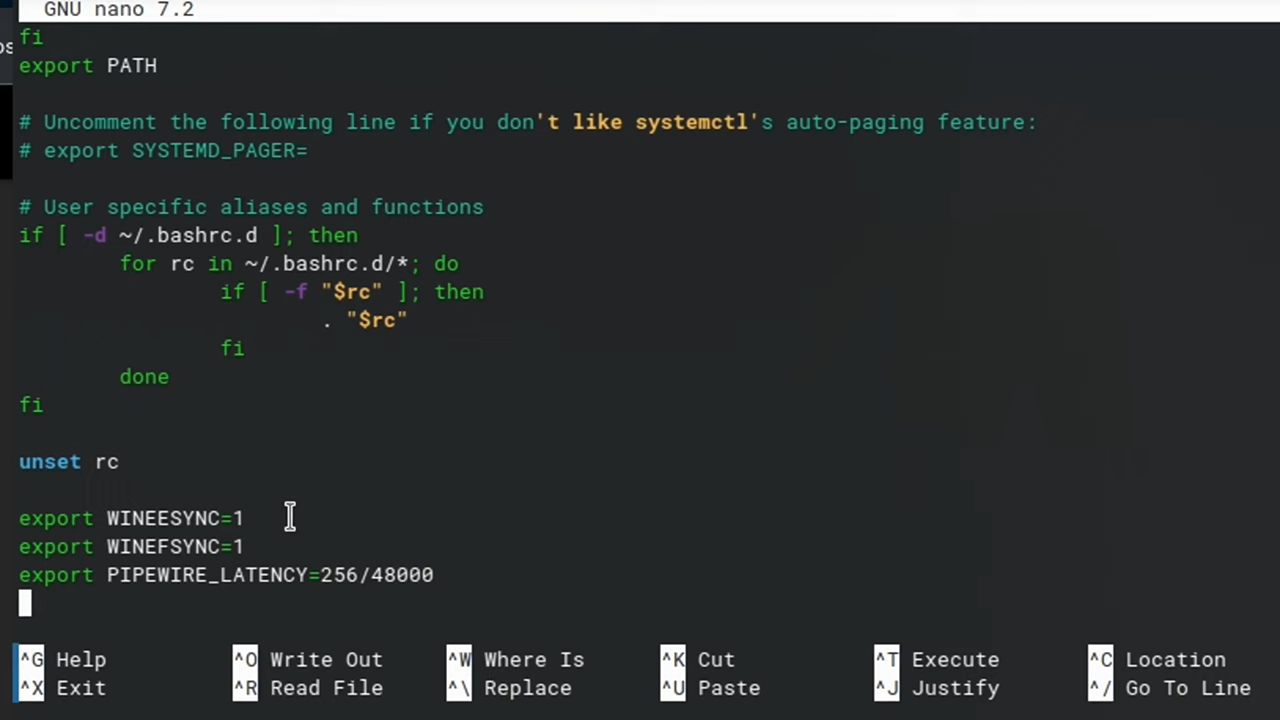 GNU nano 7.2
os
fi
export PATH
# Uncomment the following line if you don't like systemctl's auto-paging feature:
# export SYSTEMD_PAGER=
# User specific aliases and functions
if [ -d ~/.bashrc.d ]; then
for rc in ~/.bashrc.d/*; do
if [ -f "$rc" ]; then
. "$rc"
fi
done
fi
unset rc
export WINEESYNC=1
export WINEFSYNC=1
export PIPEWIRE_LATENCY=256/48000
^G Help ^O Write Out ^W Where Is ^K Cut ^T Execute ^C Location
^X Exit ^R Read File ^\ Replace ^U Paste ^J Justify ^/ Go To Line